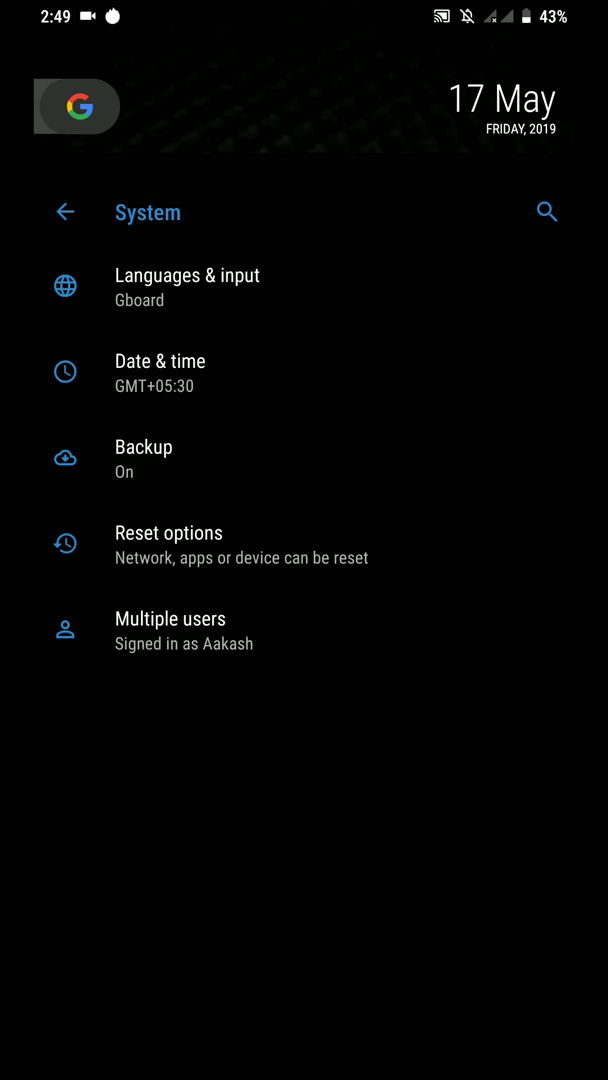 2:49
43%
G
17 May
FRIDAY, 2019
System
Languages & input
Gboard
Date & time
GMT+05:30
Backup
On
Reset options
Network, apps or device can be reset
Multiple users
Signed in as Aakash